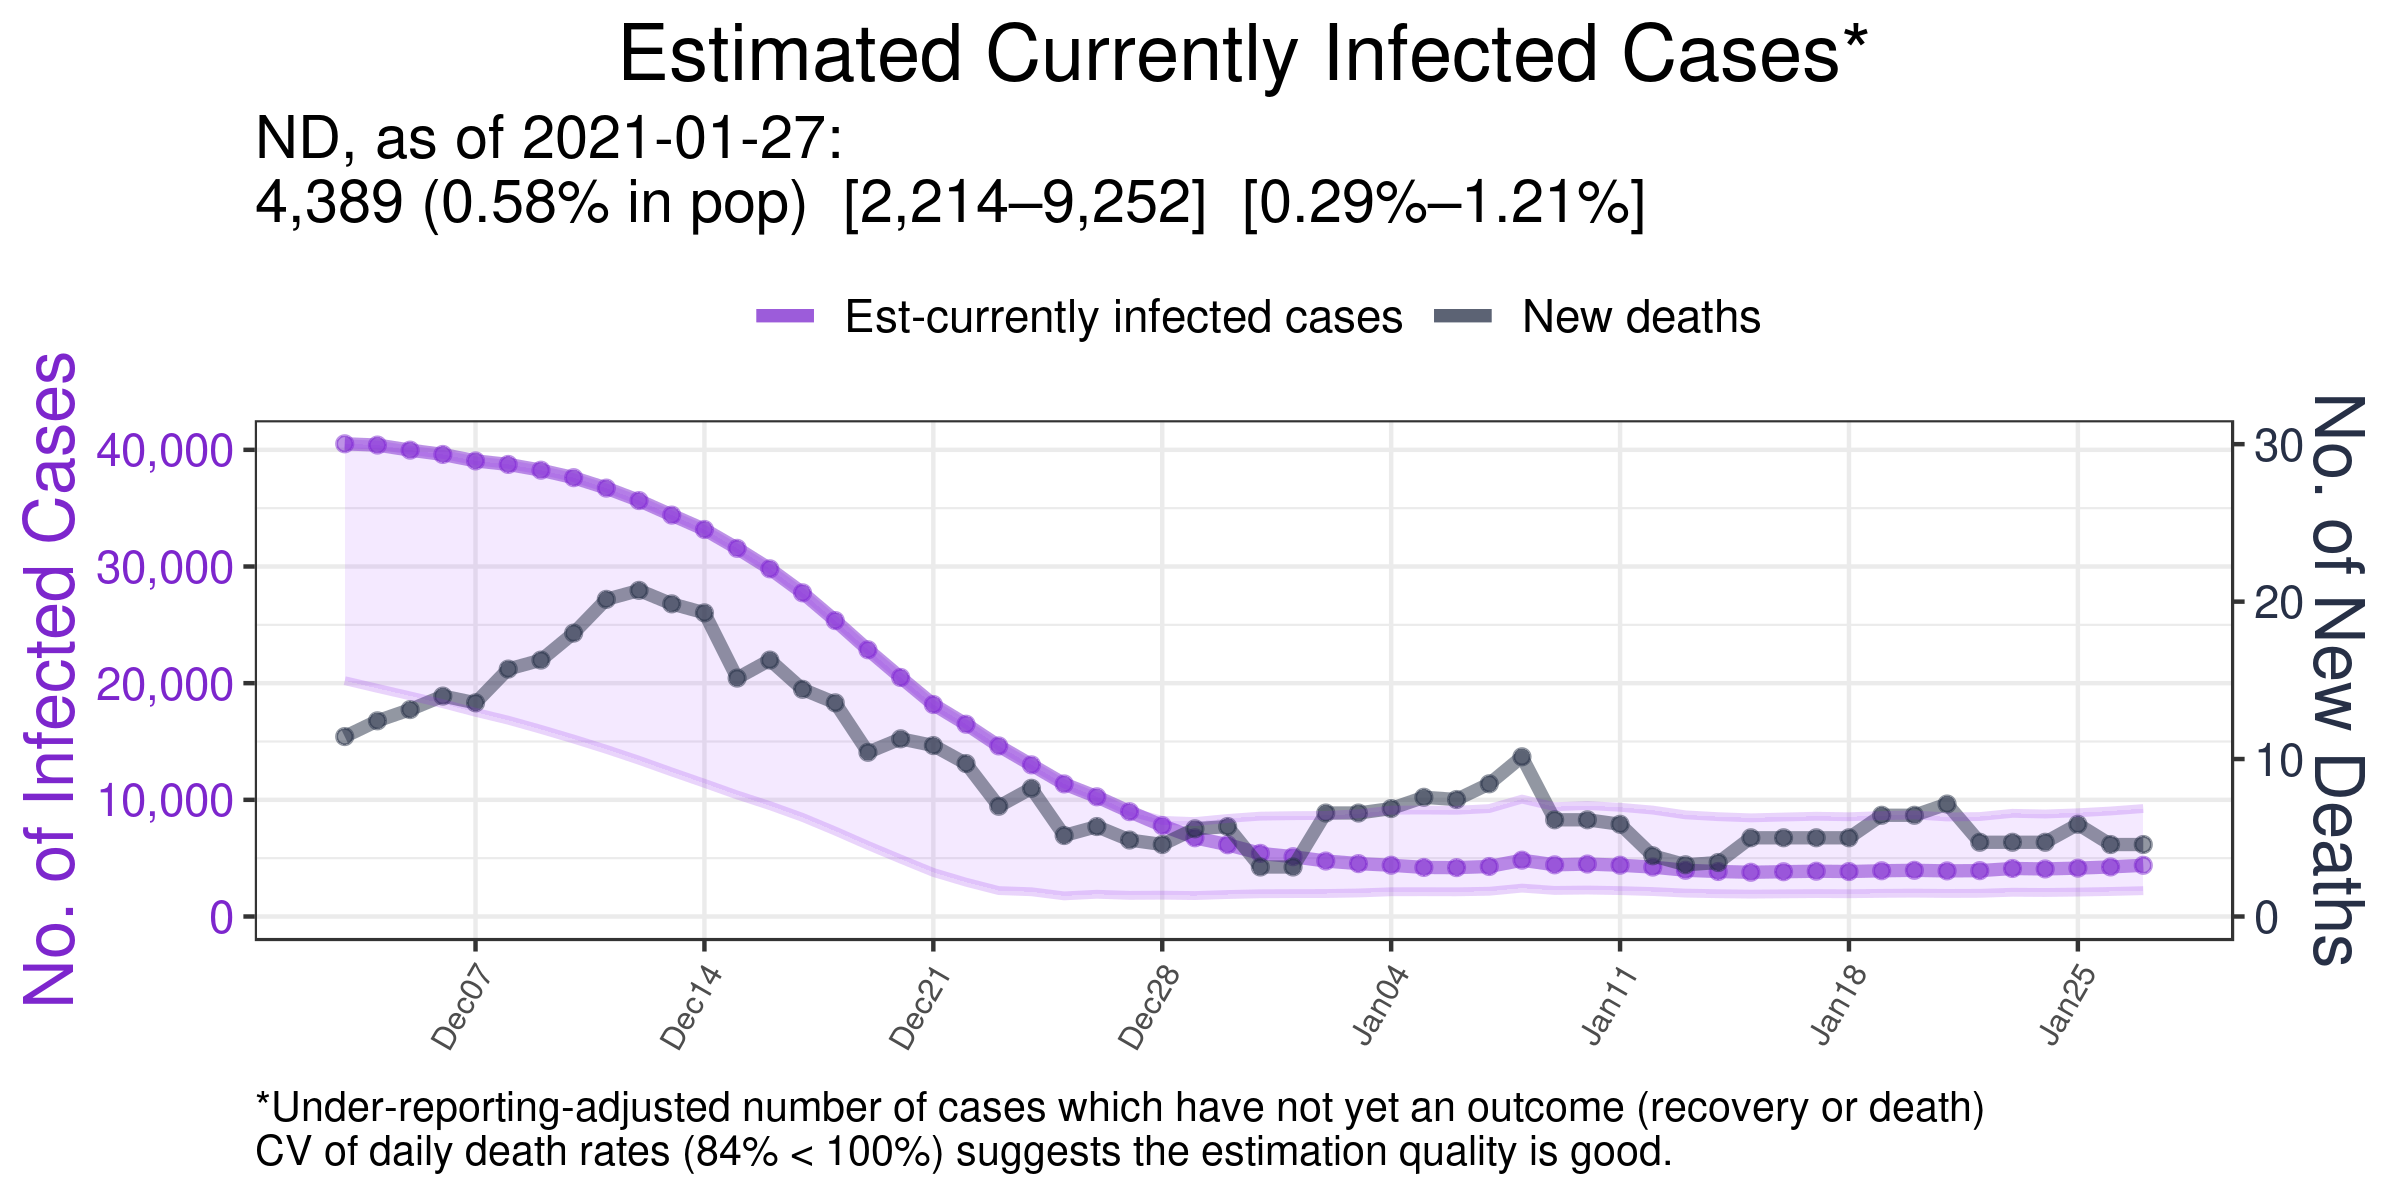 Estimated Currently Infected Cases*
ND, as of 2021-01-27:
4,389 (0.58% in pop) [2,214–9,252] [0.29%–1.21%]
Est-currently infected cases
New deaths
No. of Infected Cases
40,000
30,000
20,000
10,000
0
30
20
10
0
No. of New Deaths
Dec07
Dec14
Dec21
Dec28
Jan04
Jan11
Jan18
Jan25
*Under-reporting-adjusted number of cases which have not yet an outcome (recovery or death)
CV of daily death rates (84% < 100%) suggests the estimation quality is good.